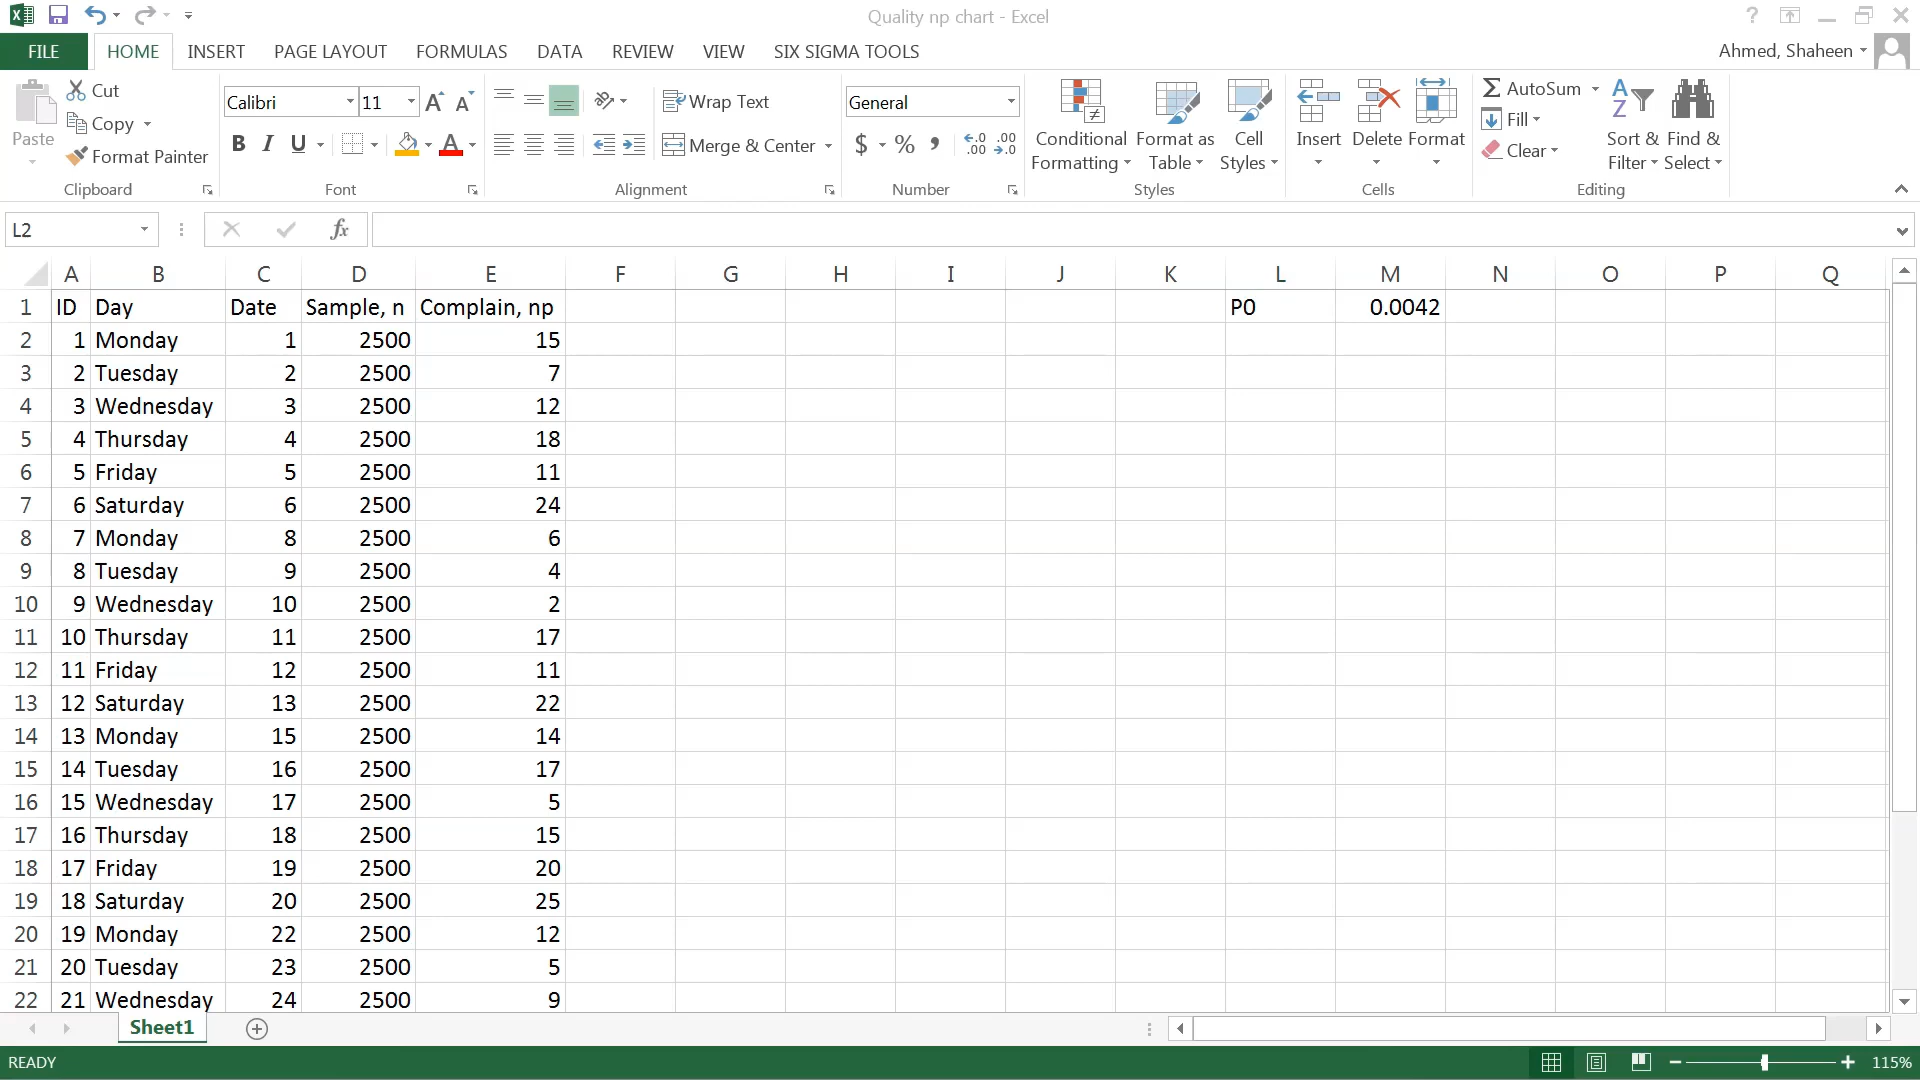 Quality np chart - Excel
?
FILE HOME INSERT PAGE LAYOUT FORMULAS DATA REVIEW VIEW SIX SIGMA TOOLS Ahmed, Shaheen
Paste Cut
Copy
Format Painter
Clipboard
Calibri 11
B I U
Font
Wrap Text
Merge & Center
Alignment
General
$ % ,
Number
Conditional Formatting
Format as Table
Cell Styles
Styles
Insert Delete Format
Cells
AutoSum
Fill
Clear
Sort & Filter
Find & Select
Editing
L2 fx
A B C D E F G H I J K L M N O P Q
1 ID Day Date Sample, n Complain, np P0 0.0042
2 1 Monday 1 2500 15
3 2 Tuesday 2 2500 7
4 3 Wednesday 3 2500 12
5 4 Thursday 4 2500 18
6 5 Friday 5 2500 11
7 6 Saturday 6 2500 24
8 7 Monday 8 2500 6
9 8 Tuesday 9 2500 4
10 9 Wednesday 10 2500 2
11 10 Thursday 11 2500 17
12 11 Friday 12 2500 11
13 12 Saturday 13 2500 22
14 13 Monday 15 2500 14
15 14 Tuesday 16 2500 17
16 15 Wednesday 17 2500 5
17 16 Thursday 18 2500 15
18 17 Friday 19 2500 20
19 18 Saturday 20 2500 25
20 19 Monday 22 2500 12
21 20 Tuesday 23 2500 5
22 21 Wednesday 24 2500 9
Sheet1
READY 115%